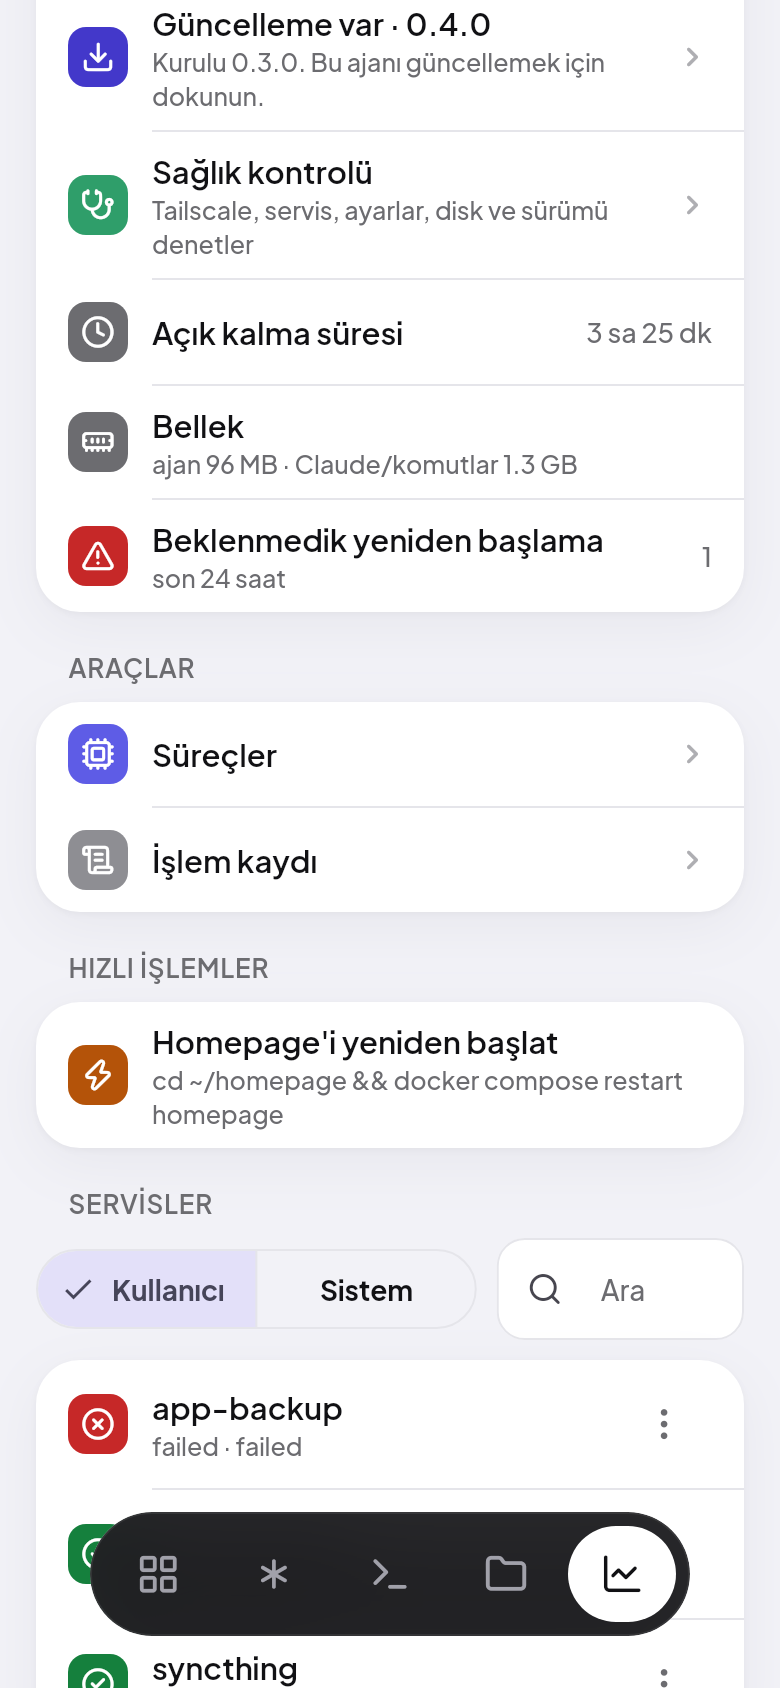 Güncelleme var · 0.4.0
Kurulu 0.3.0. Bu ajanı güncellemek için
dokunun.
Sağlık kontrolü
Tailscale, servis, ayarlar, disk ve sürümü
denetler
Açık kalma süresi
3 sa 25 dk
Bellek
ajan 96 MB · Claude/komutlar 1.3 GB
Beklenmedik yeniden başlama
son 24 saat
1
ARAÇLAR
Süreçler
İşlem kaydı
HIZLI İŞLEMLER
Homepage'i yeniden başlat
cd ~/homepage && docker compose restart
homepage
SERVİSLER
Kullanıcı
Sistem
Ara
app-backup
failed · failed
syncthing